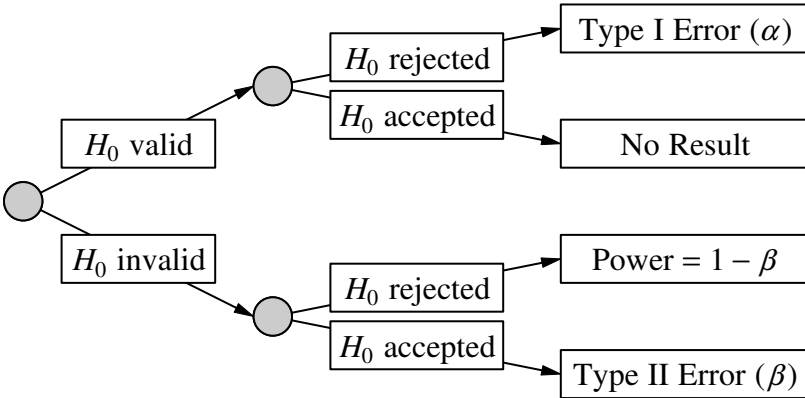 H₀ rejected
Type I Error (α)
H₀ accepted
H₀ valid
No Result
H₀ invalid
H₀ rejected
Power = 1 − β
H₀ accepted
Type II Error (β)